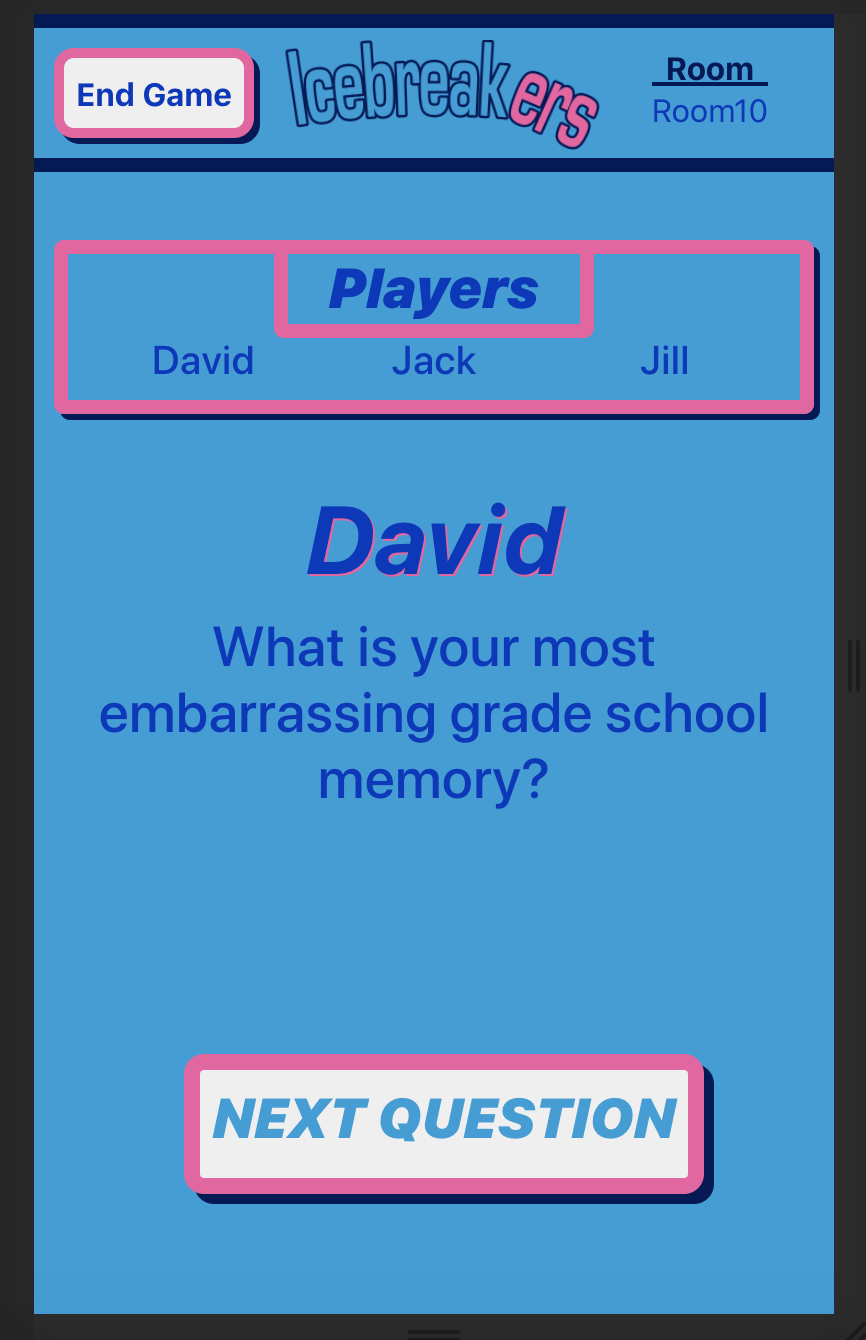 End Game
Icebreakers
Room
Room10
Players
David Jack Jill
David
What is your most
embarrassing grade school
memory?
NEXT QUESTION